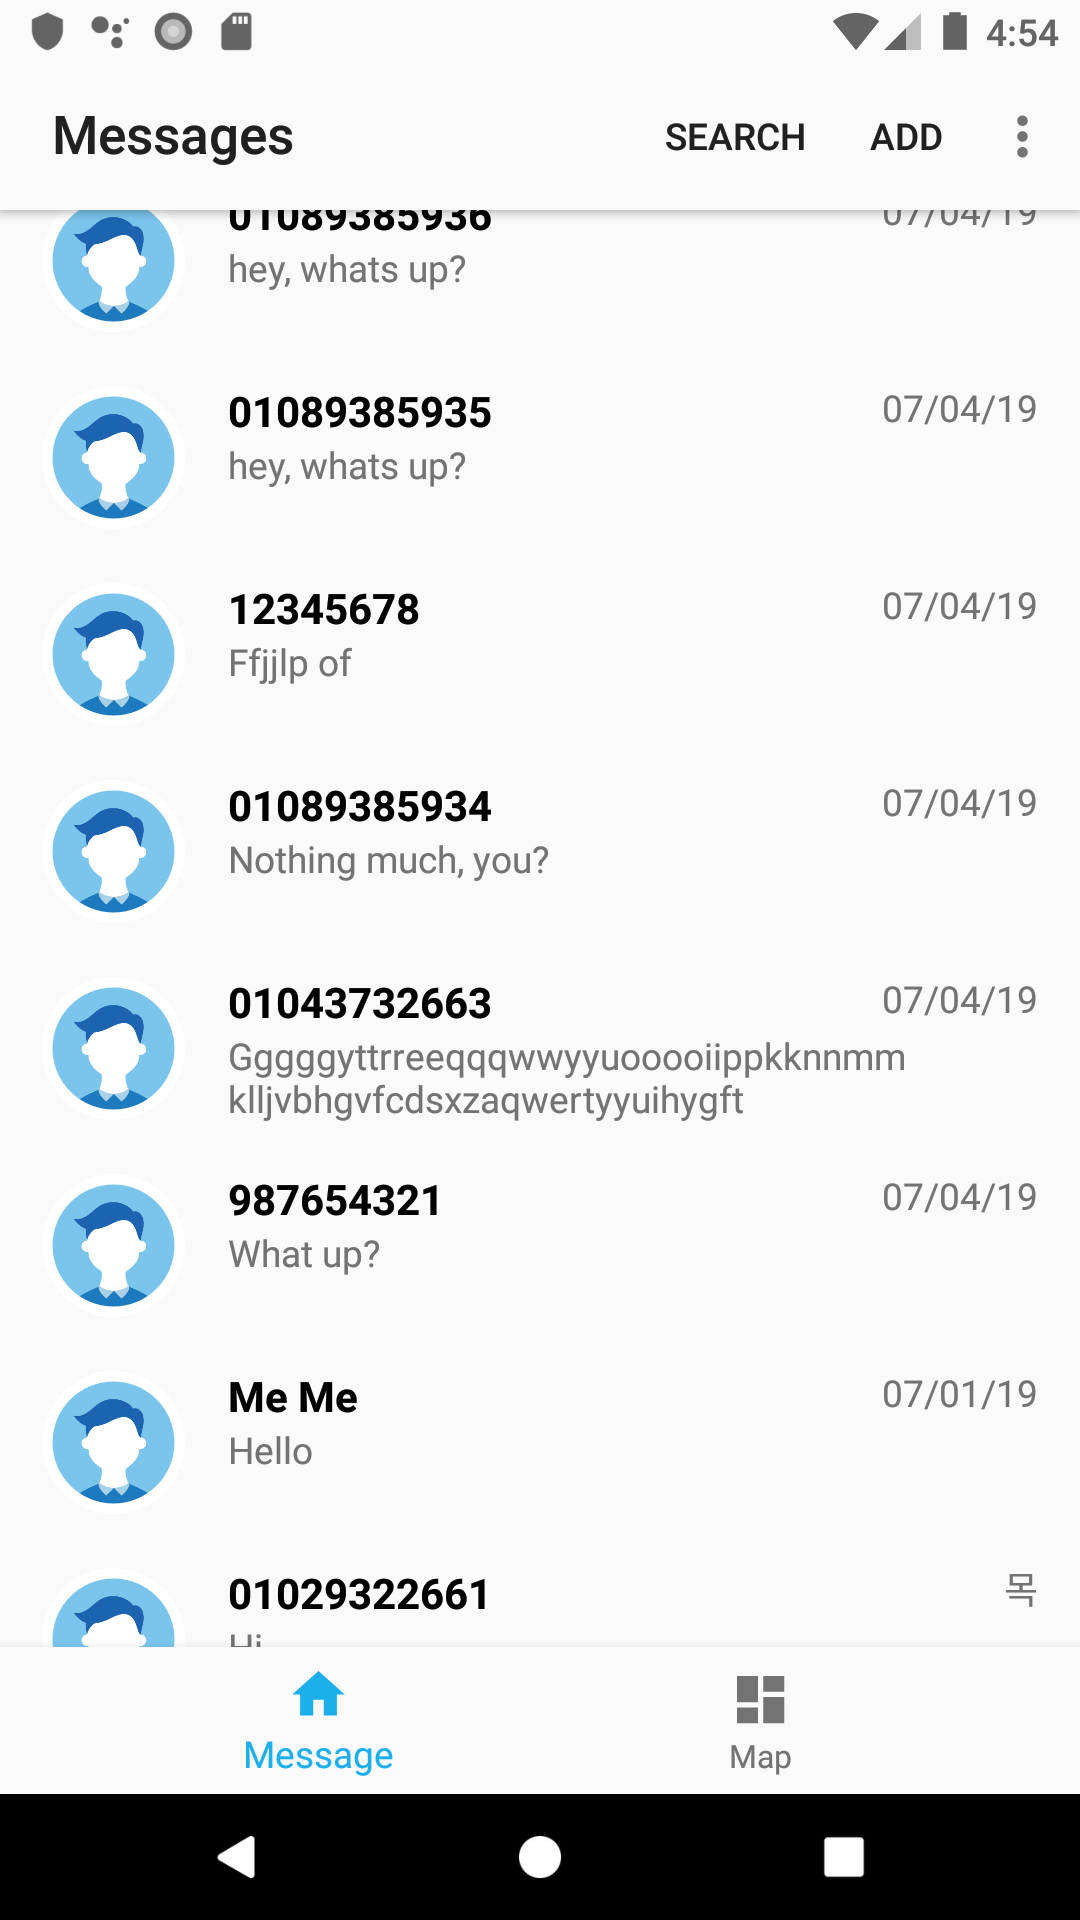 4:54
Messages SEARCH ADD
01089385936 07/04/19
hey, whats up?
01089385935 07/04/19
hey, whats up?
12345678 07/04/19
Ffjjlp of
01089385934 07/04/19
Nothing much, you?
01043732663 07/04/19
Gggggyttrreeqqqwwyyuooooiippkknnmm
klljvbhgvfcdsxzaqwertyyuihygft
987654321 07/04/19
What up?
Me Me 07/01/19
Hello
01029322661 목
Hi
Message Map